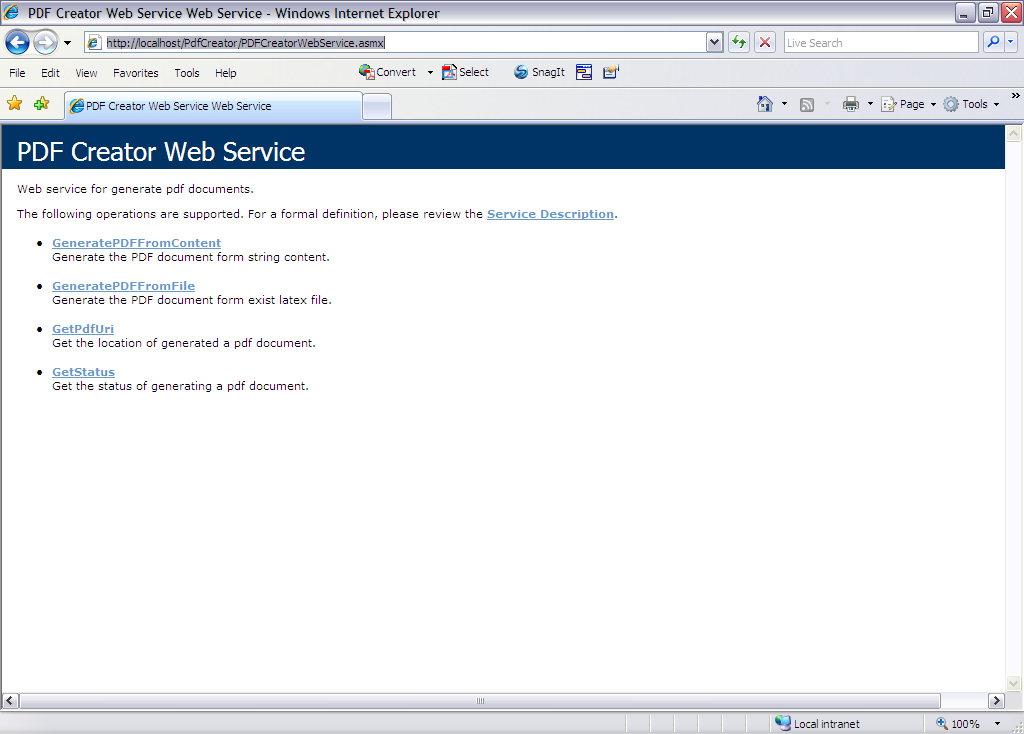 PDF Creator Web Service Web Service - Windows Internet Explorer
http://localhost/PdfCreator/PDFCreatorWebService.asmx
Live Search
File Edit View Favorites Tools Help Convert Select SnagIt
PDF Creator Web Service Web Service
Page Tools
PDF Creator Web Service
Web service for generate pdf documents.
The following operations are supported. For a formal definition, please review the Service Description.
GeneratePDFFromContent
Generate the PDF document form string content.
GeneratePDFFromFile
Generate the PDF document form exist latex file.
GetPdfUri
Get the location of generated a pdf document.
GetStatus
Get the status of generating a pdf document.
Local intranet 100%